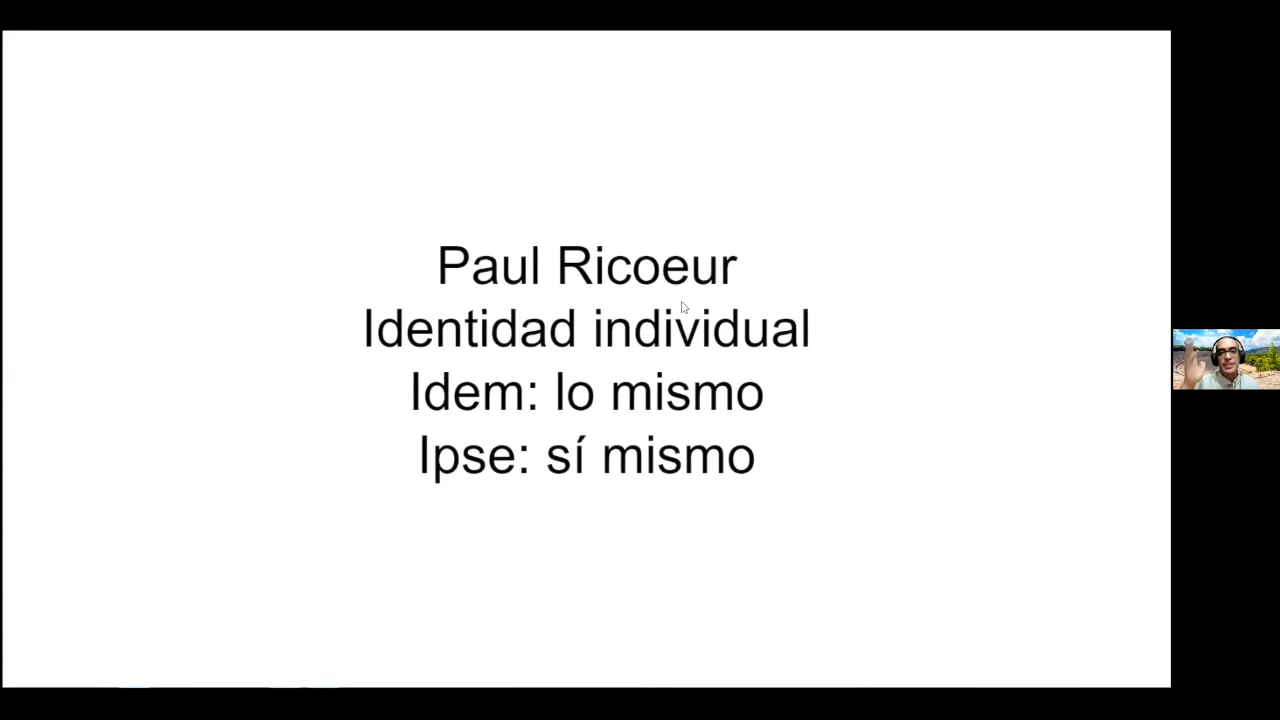 Paul Ricoeur
Identidad individual
Idem: lo mismo
Ipse: sí mismo